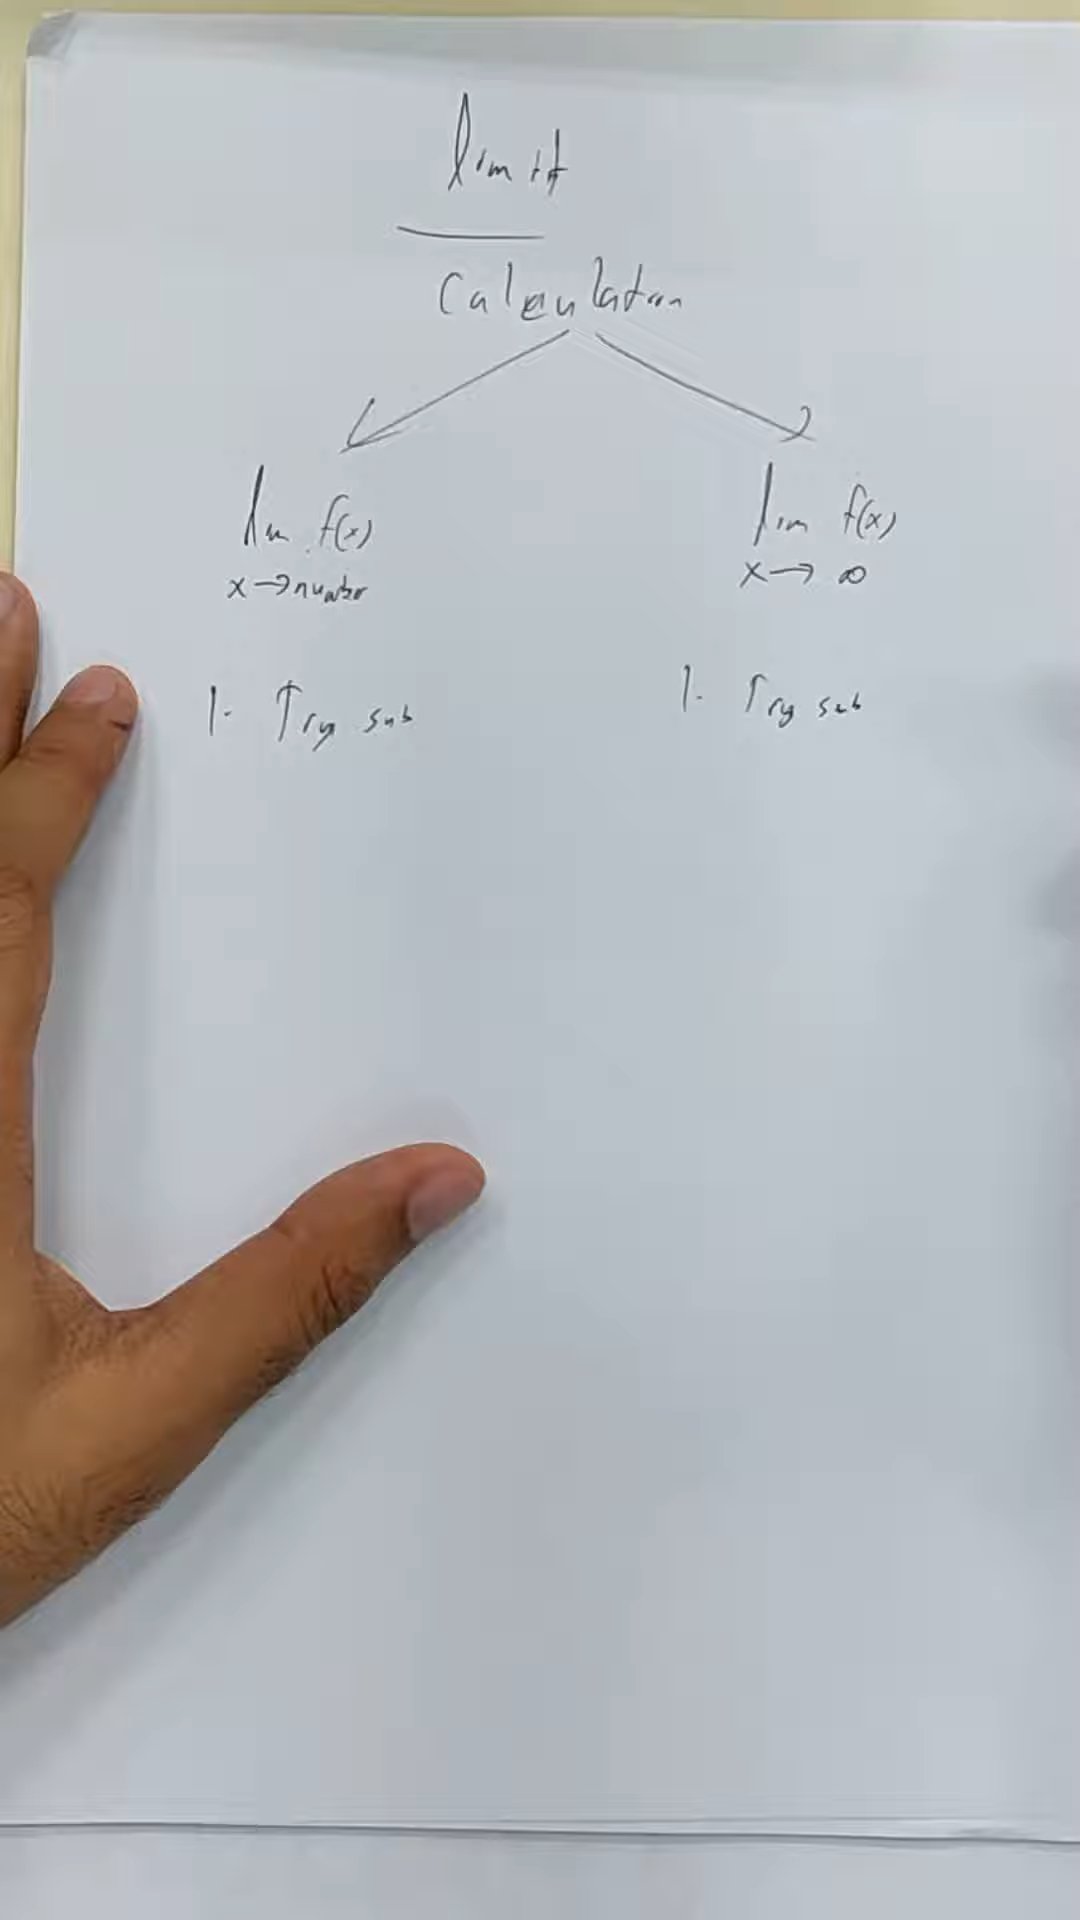 limit
Calculation
lim f(x) lim f(x)
x→number x→∞
1. Try sub 1. Try sub